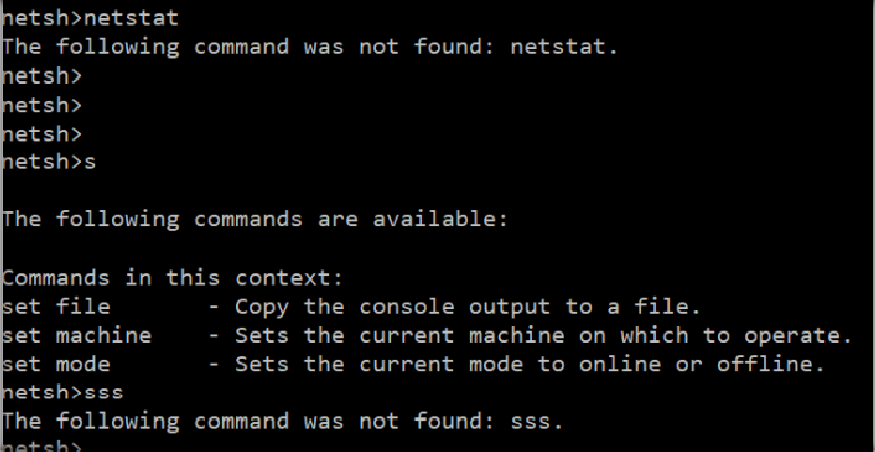 netsh>netstat
The following command was not found: netstat.
netsh>
netsh>
netsh>
netsh>s
The following commands are available:
Commands in this context:
set file       - Copy the console output to a file.
set machine    - Sets the current machine on which to operate.
set mode       - Sets the current mode to online or offline.
netsh>sss
The following command was not found: sss.
netsh>